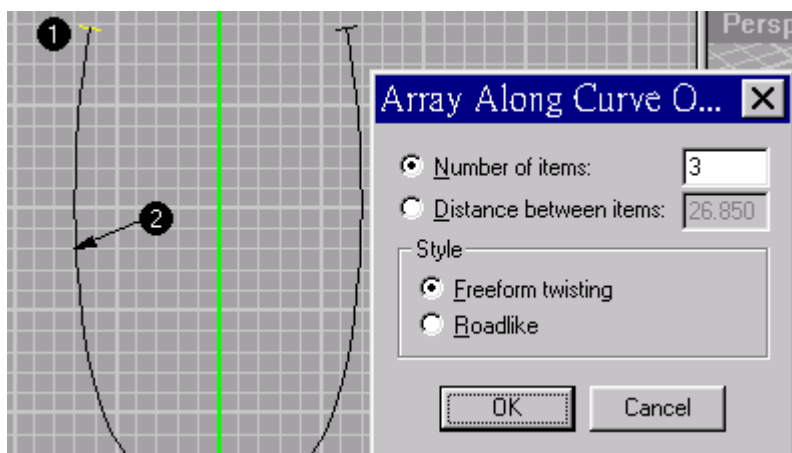 1
Persp
Array Along Curve O...
Number of items: 3
Distance between items: 26.850
2
Style
Freeform twisting
Roadlike
OK Cancel